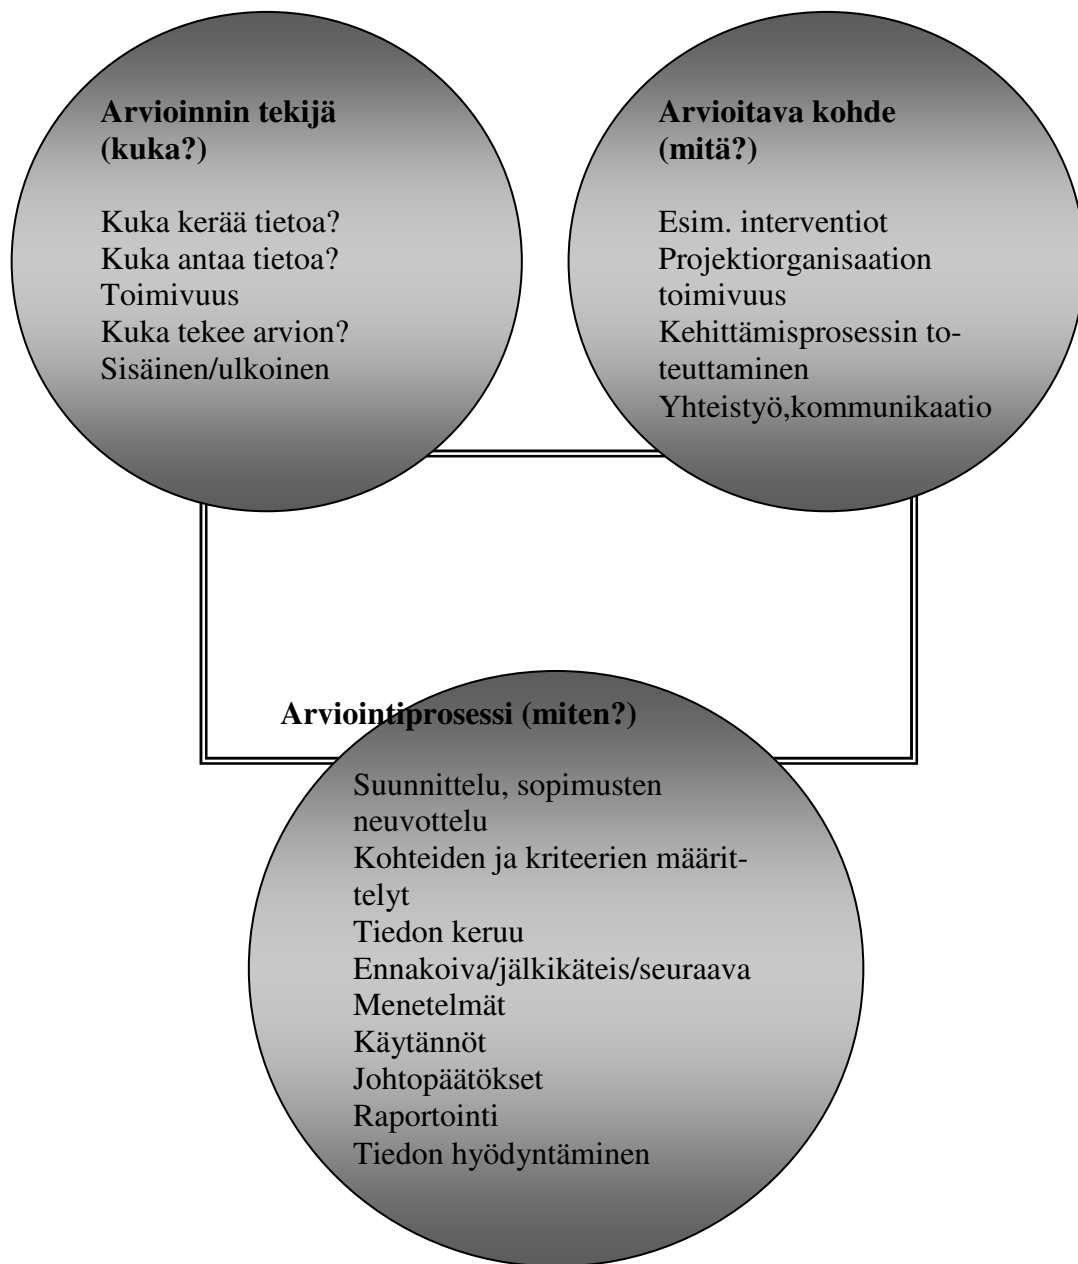 Arvioinnin tekijä
(kuka?)
Kuka kerää tietoa?
Kuka antaa tietoa?
Toimivuus
Kuka tekee arvion?
Sisäinen/ulkoinen
Arvioitava kohde
(mitä?)
Esim. interventiot
Projektiorganisaation
toimivuus
Kehittämisprosessin to-
teuttaminen
Yhteistyö,kommunikaatio
Arviointiprosessi (miten?)
Suunnittelu, sopimusten
neuvottelu
Kohteiden ja kriteerien määrit-
telyt
Tiedon keruu
Ennakoiva/jälkikäteis/seuraava
Menetelmät
Käytännöt
Johtopäätökset
Raportointi
Tiedon hyödyntäminen